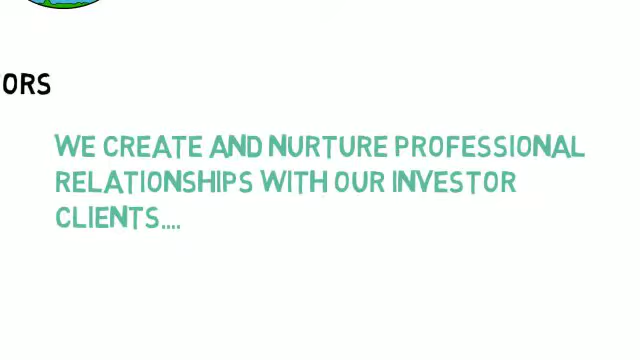 ORS
WE CREATE AND NURTURE PROFESSIONAL
RELATIONSHIPS WITH OUR INVESTOR
CLIENTS....